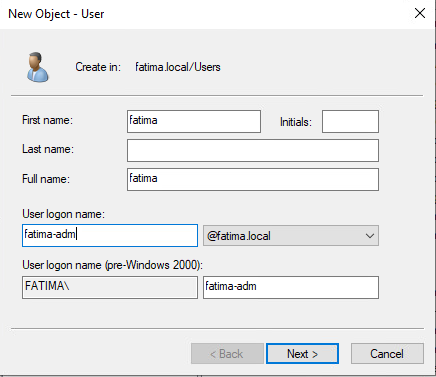 New Object - User
Create in: fatima.local/Users
First name: fatima Initials:
Last name:
Full name: fatima
User logon name:
fatima-adm @fatima.local
User logon name (pre-Windows 2000):
FATIMA\ fatima-adm
< Back Next > Cancel